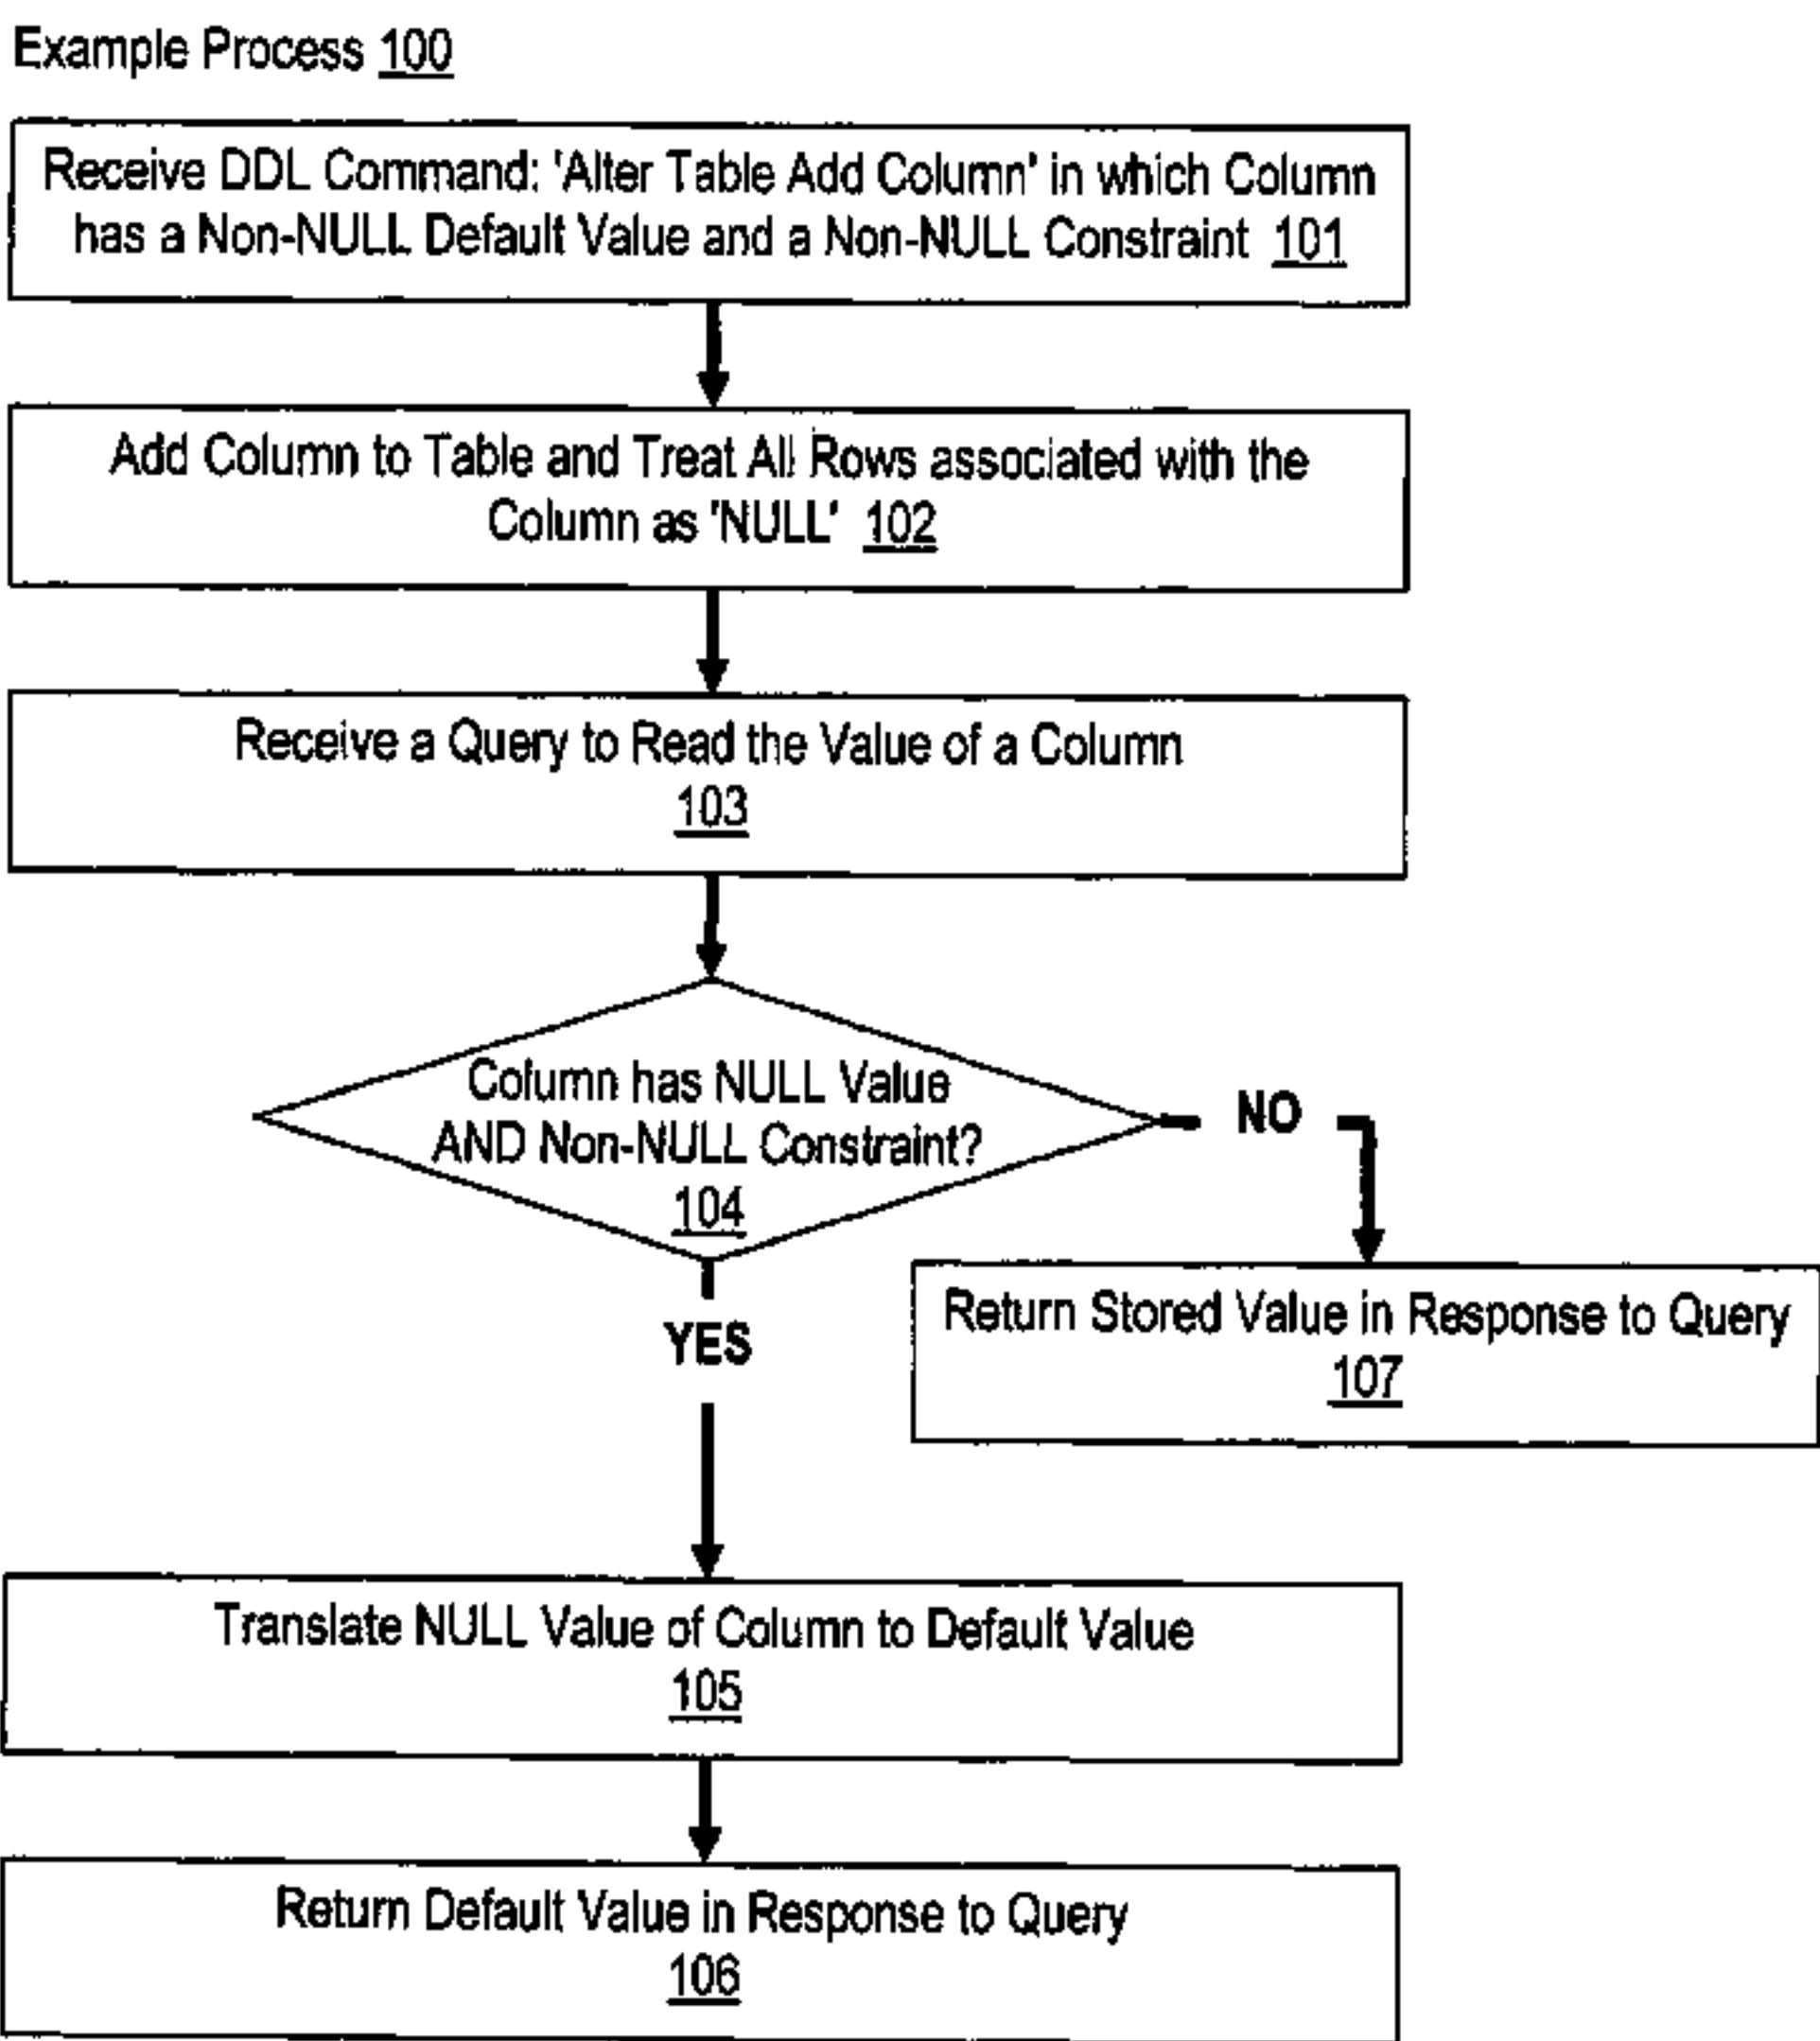 Example Process 100
Receive DDL Command: 'Alter Table Add Column' in which Column
has a Non-NULL Default Value and a Non-NULL Constraint 101
Add Column to Table and Treat All Rows associated with the
Column as 'NULL' 102
Receive a Query to Read the Value of a Column
103
Column has NULL Value
AND Non-NULL Constraint?
104
NO
Return Stored Value in Response to Query
107
YES
Translate NULL Value of Column to Default Value
105
Return Default Value in Response to Query
106